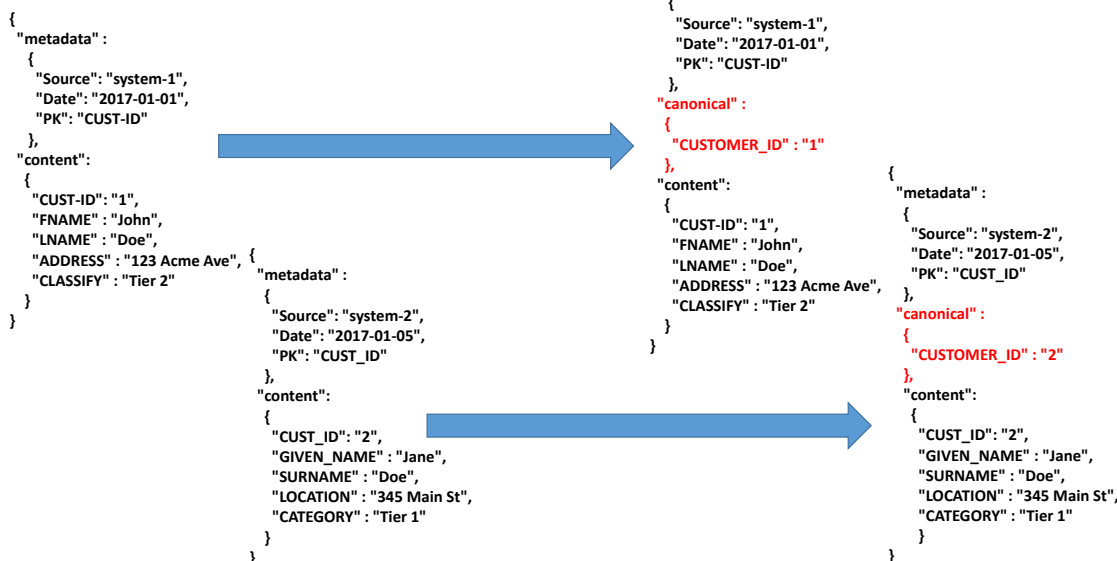 {
"metadata" :
{
"Source": "system-1",
"Date": "2017-01-01",
"PK": "CUST-ID"
},
"content":
{
"CUST-ID": "1",
"FNAME" : "John",
"LNAME" : "Doe",
"ADDRESS" : "123 Acme Ave",
"CLASSIFY" : "Tier 2"
}
}
{
"metadata" :
{
"Source": "system-2",
"Date": "2017-01-05",
"PK": "CUST_ID"
},
"content":
{
"CUST_ID": "2",
"GIVEN_NAME" : "Jane",
"SURNAME" : "Doe",
"LOCATION" : "345 Main St",
"CATEGORY" : "Tier 1"
}
}
{
"Source": "system-1",
"Date": "2017-01-01",
"PK": "CUST-ID"
},
"canonical" :
{
"CUSTOMER_ID" : "1"
},
"content":
{
"CUST-ID": "1",
"FNAME" : "John",
"LNAME" : "Doe",
"ADDRESS" : "123 Acme Ave",
"CLASSIFY" : "Tier 2"
}
}
{
"metadata" :
{
"Source": "system-2",
"Date": "2017-01-05",
"PK": "CUST_ID"
},
"canonical" :
{
"CUSTOMER_ID" : "2"
},
"content":
{
"CUST_ID": "2",
"GIVEN_NAME" : "Jane",
"SURNAME" : "Doe",
"LOCATION" : "345 Main St",
"CATEGORY" : "Tier 1"
}
}